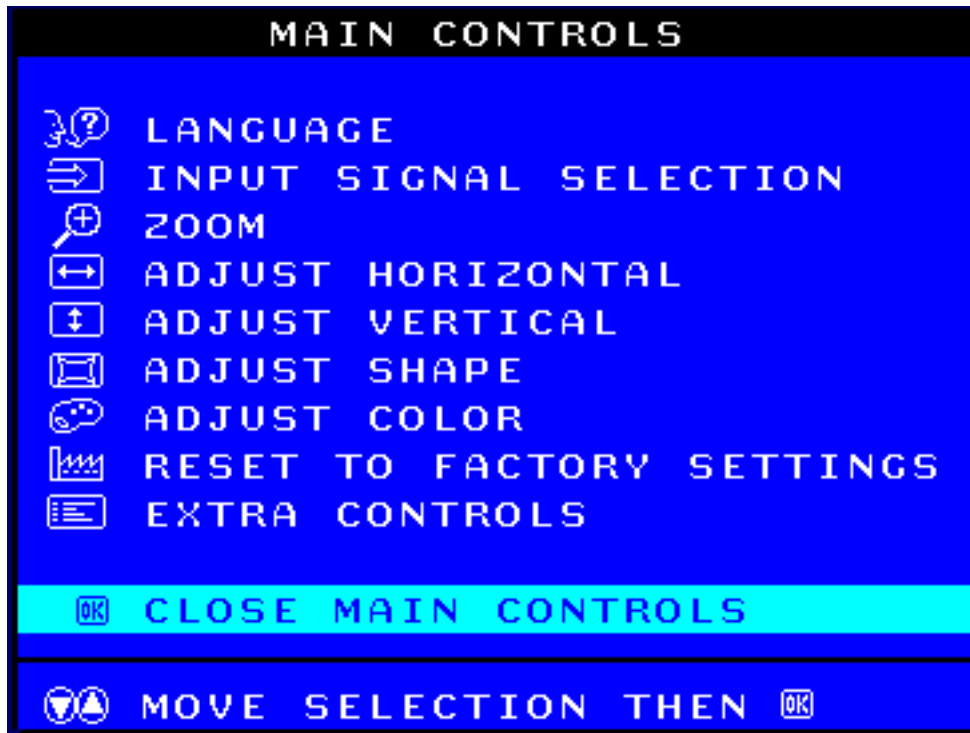 MAIN CONTROLS
LANGUAGE
INPUT SIGNAL SELECTION
ZOOM
ADJUST HORIZONTAL
ADJUST VERTICAL
ADJUST SHAPE
ADJUST COLOR
RESET TO FACTORY SETTINGS
EXTRA CONTROLS
OK CLOSE MAIN CONTROLS
MOVE SELECTION THEN OK